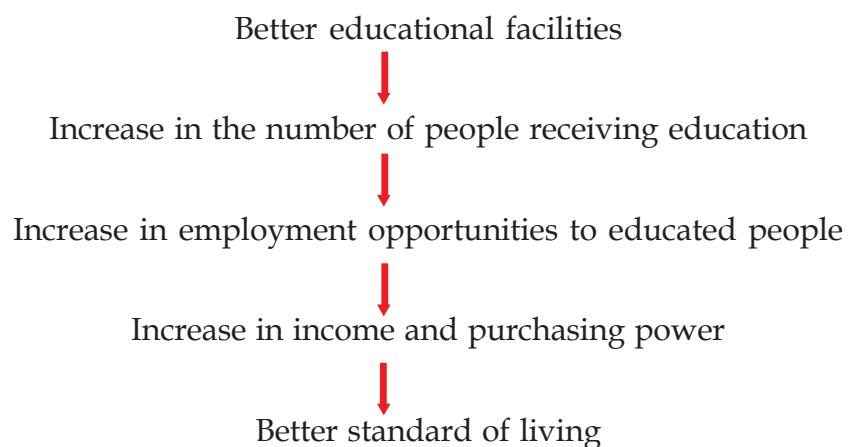 Better educational facilities
Increase in the number of people receiving education
Increase in employment opportunities to educated people
Increase in income and purchasing power
Better standard of living